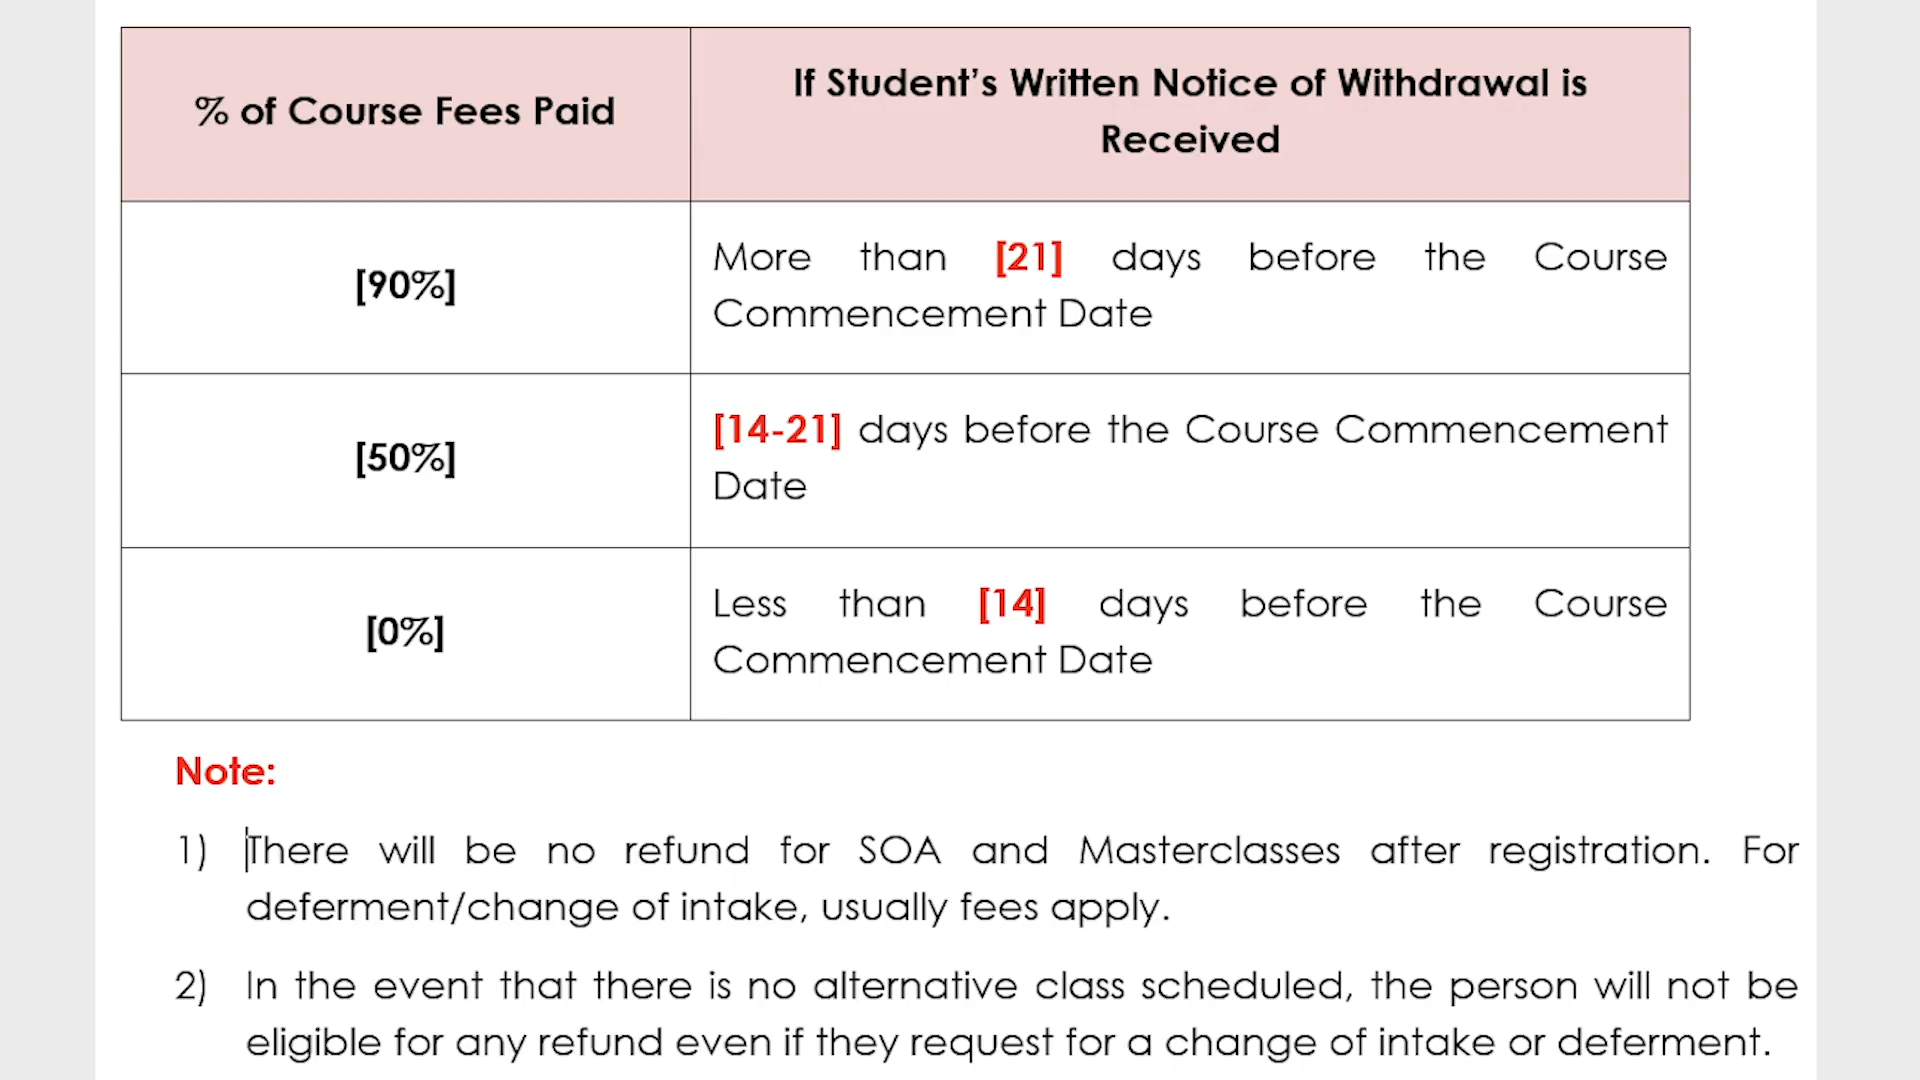 % of Course Fees Paid
If Student’s Written Notice of Withdrawal is
Received
[90%]
More than [21] days before the Course
Commencement Date
[50%]
[14-21] days before the Course Commencement
Date
[0%]
Less than [14] days before the Course
Commencement Date
Note:
1) There will be no refund for SOA and Masterclasses after registration. For
deferment/change of intake, usually fees apply.
2) In the event that there is no alternative class scheduled, the person will not be
eligible for any refund even if they request for a change of intake or deferment.